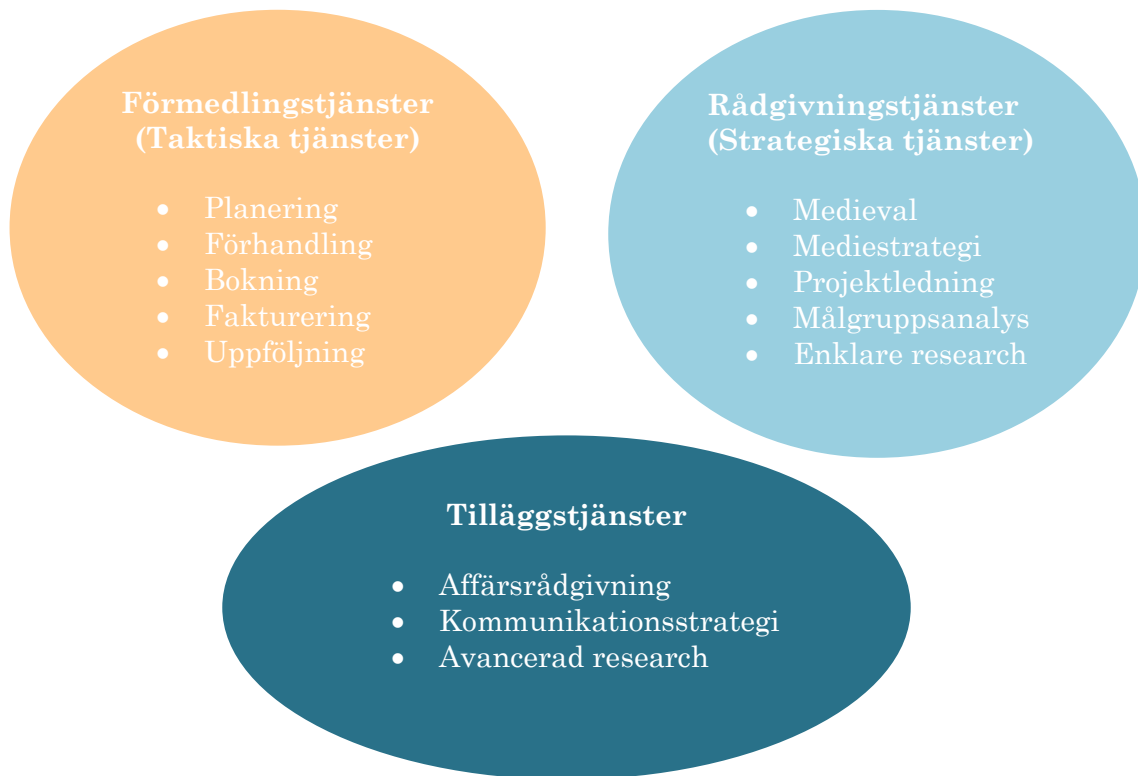 Förmedlingstjänster
(Taktiska tjänster)
• Planering
• Förhandling
• Bokning
• Fakturering
• Uppföljning
Rådgivningstjänster
(Strategiska tjänster)
• Medieval
• Mediestrategi
• Projektledning
• Målgruppsanalys
• Enklare research
Tilläggstjänster
• Affärsrådgivning
• Kommunikationsstrategi
• Avancerad research